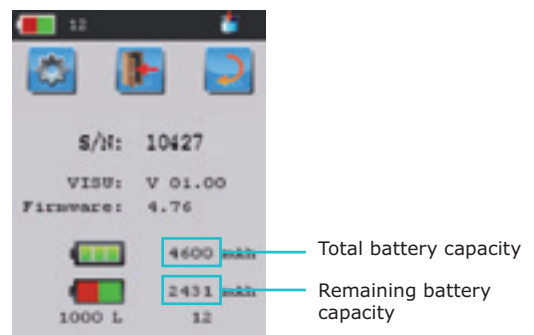 12
S/N: 10427
VISU: V 01.00
Firmware: 4.76
4600 mAh
Total battery capacity
2431 mAh
Remaining battery
capacity
1000 L 12